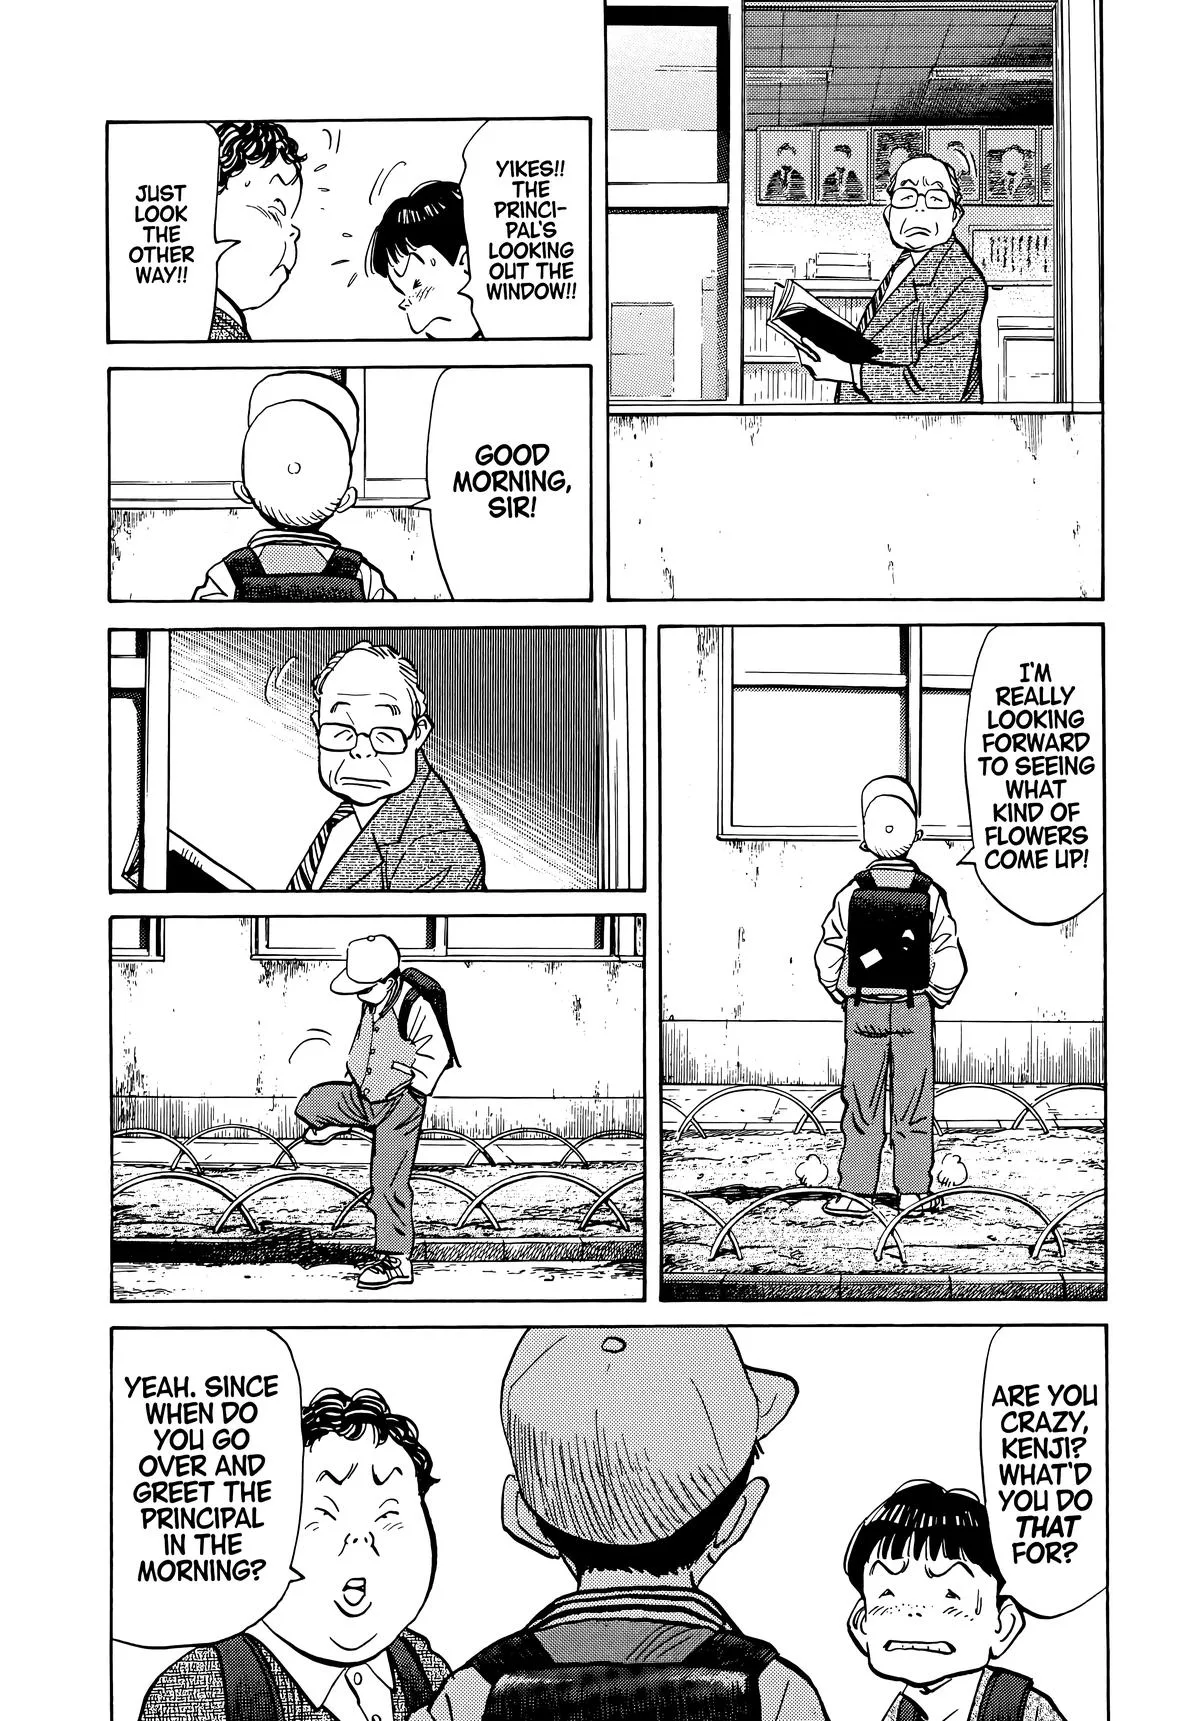 YIKES!!
THE
PRINCI-
PAL'S
LOOKING
OUT THE
WINDOW!!
JUST
LOOK
THE
OTHER
WAY!!
GOOD
MORNING,
SIR!
I'M
REALLY
LOOKING
FORWARD
TO SEEING
WHAT
KIND OF
FLOWERS
COME UP!
ARE YOU
CRAZY,
KENJI?
WHAT'D
YOU DO
THAT
FOR?
YEAH. SINCE
WHEN DO
YOU GO
OVER AND
GREET THE
PRINCIPAL
IN THE
MORNING?